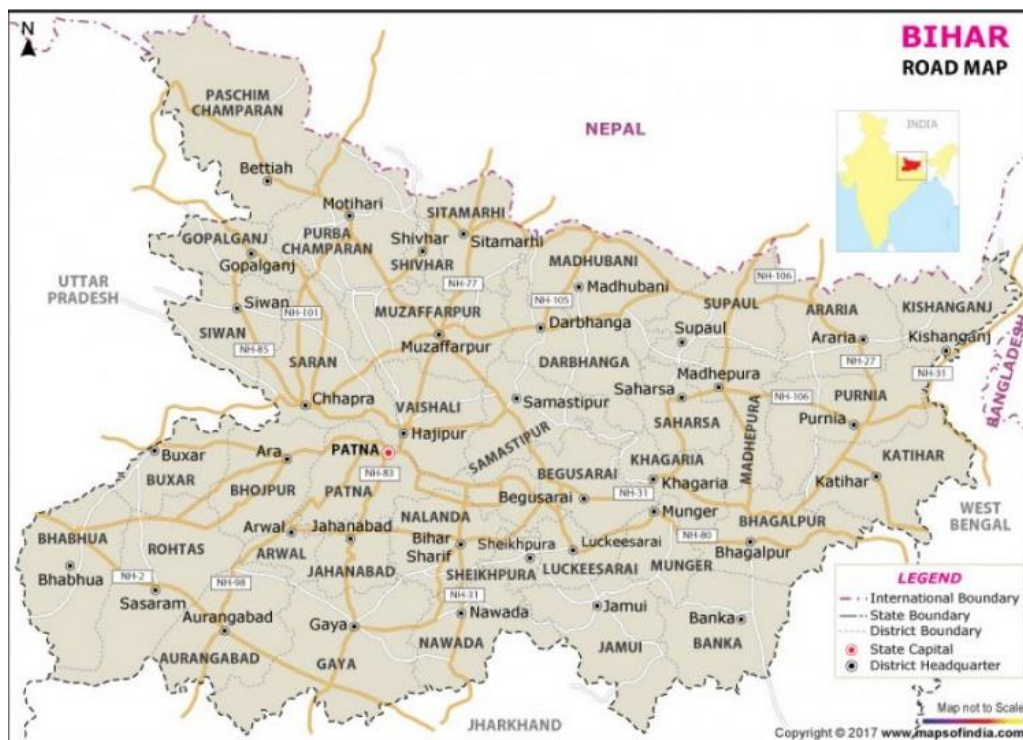 N
BIHAR
ROAD MAP
INDIA
NEPAL
PASCHIM
CHAMPARAN
Bettiah
Motihari
SITAMARHI
GOPALGANJ
PURBA
CHAMPARAN
Shivhar
Sitamarhi
Gopalganj
SHIVHAR
MADHUBANI
NH-106
UTTAR
PRADESH
NH-77
Madhubani
Siwan
NH-101
MUZAFFARPUR
NH-105
SUPAUL
ARARIA
KISHANGANJ
SIWAN
Darbhanga
Supaul
Araria
Kishanganj
NH-85
Muzaffarpur
SARAN
DARBHANGA
NH-27
NH-31
BANGLADESH
Madhepura
Saharsa
NH-106
PURNIA
Chhapra
VAISHALI
Samastipur
SAHARSA
Purnia
Hajipur
SAMASTIPUR
MADHEPURA
Buxar
Ara
PATNA
NH-83
KHAGARIA
KATIHAR
BUXAR
BHOJPUR
PATNA
BEGUSARAI
Khagaria
Katihar
Begusarai
NH-31
WEST
BENGAL
Arwal
Jahanabad
NALANDA
Munger
BHAGALPUR
BHABHUA
ROHTAS
ARWAL
Bihar
Sharif
Sheikhpura
Luckeesarai
NH-80
Bhagalpur
Bhabhua
JAHANABAD
SHEIKHPURA
LUCKEESARAI
MUNGER
NH-2
NH-98
Sasaram
NH-31
Aurangabad
Gaya
Nawada
Jamui
Banka
AURANGABAD
GAYA
NAWADA
JAMUI
BANKA
JHARKHAND
LEGEND
International Boundary
State Boundary
District Boundary
State Capital
District Headquarter
Map not to Scale
Copyright © 2017 www.mapsofindia.com